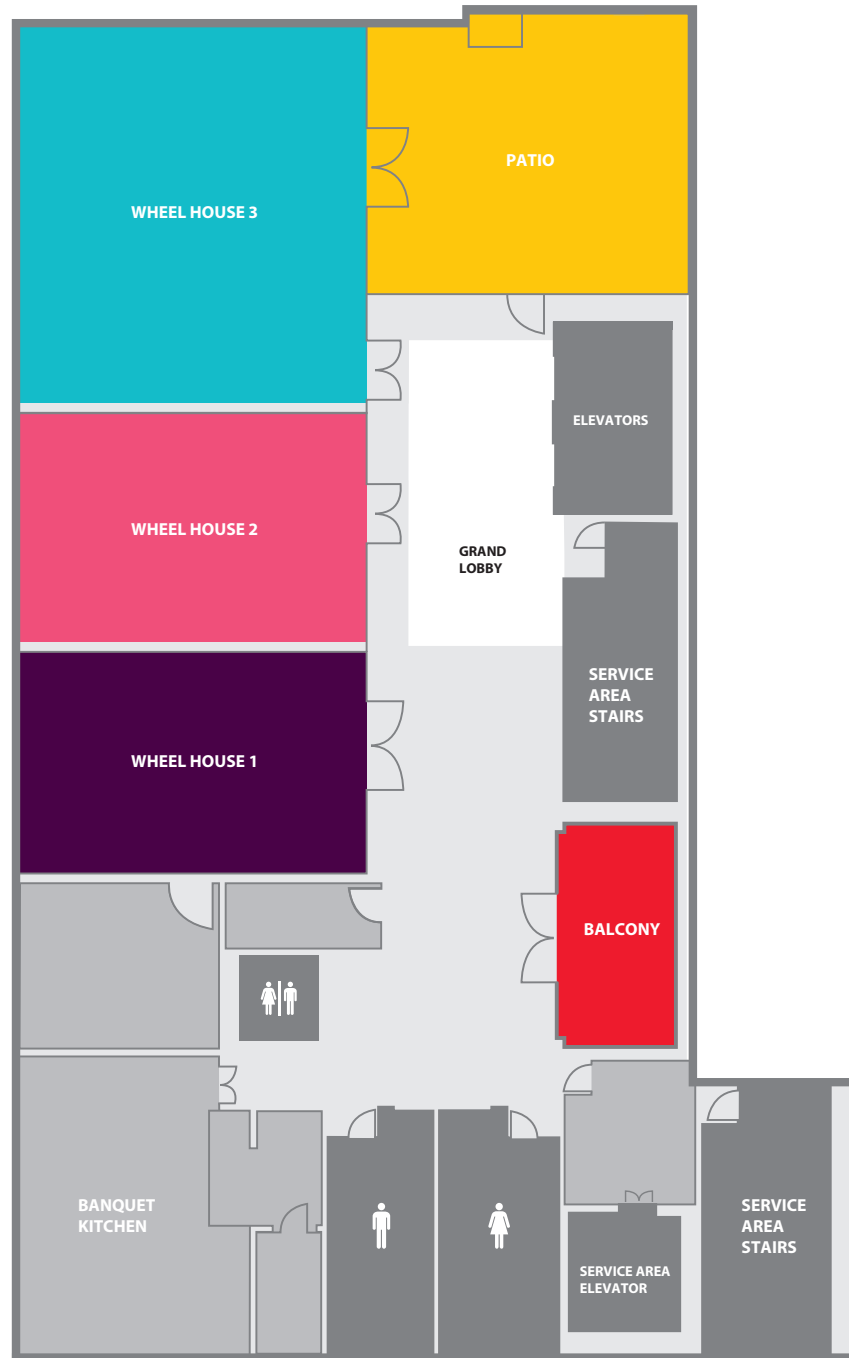 PATIO
WHEEL HOUSE 3
ELEVATORS
WHEEL HOUSE 2
GRAND
LOBBY
SERVICE
AREA
STAIRS
WHEEL HOUSE 1
BALCONY
BANQUET
KITCHEN
SERVICE AREA
ELEVATOR
SERVICE
AREA
STAIRS